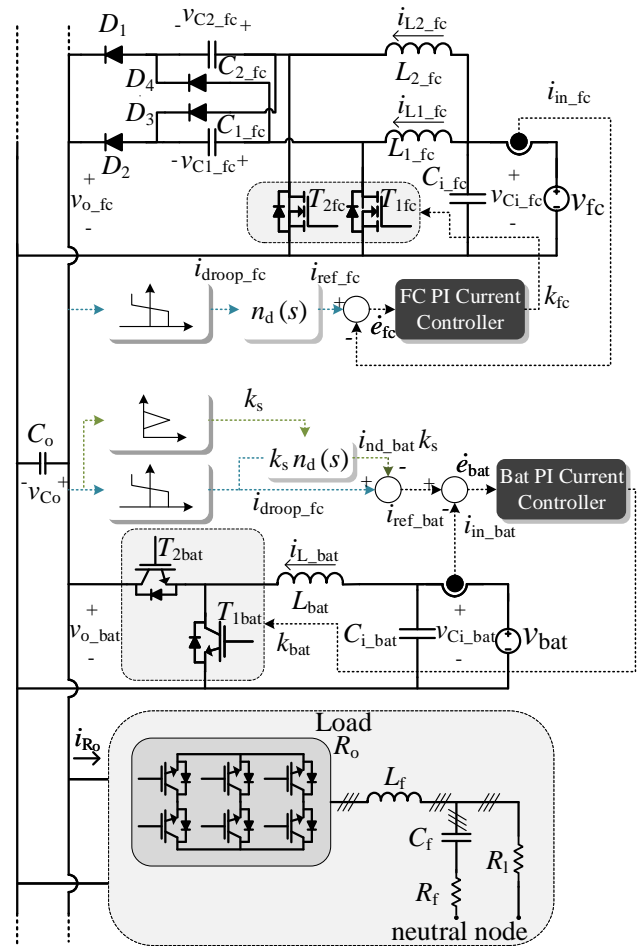 D1 -vC2_fc+ iL2_fc
D4 C2_fc L2_fc
D3 iL1_fc iin_fc
C1_fc L1_fc
D2 -vC1_fc+ Ci_fc
+ vo_fc - T2fc T1fc + vCi_fc - vfc
idroop_fc iref_fc kfc
nd(s) + - efc FC PI Current Controller
ks
Co ks nd(s) ind_bat ks
-vCo+ idroop_fc + - iref_bat + - ebat Bat PI Current Controller
iin_bat
T2bat iL_bat
Lbat
+ vo_bat - T1bat kbat Ci_bat + vCi_bat - vbat
iRo Load
Ro Lf
Cf
Rl
Rf
neutral node